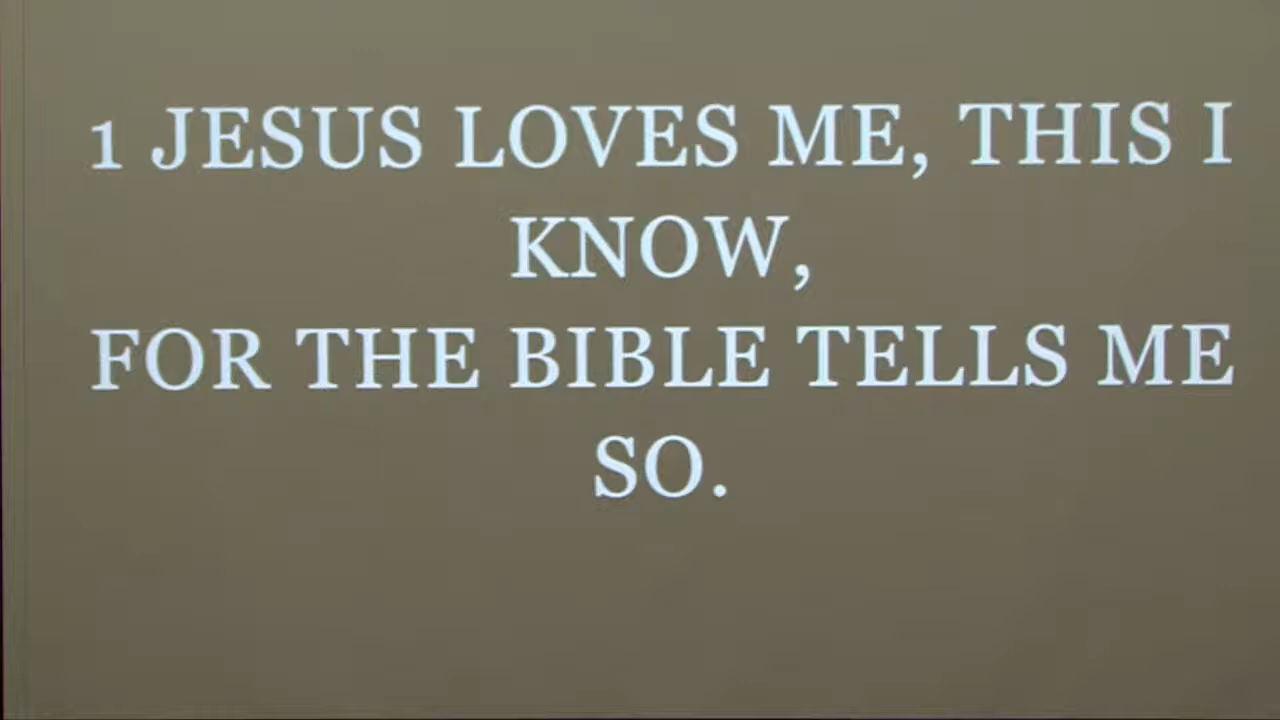 1 JESUS LOVES ME, THIS I
KNOW,
FOR THE BIBLE TELLS ME
SO.